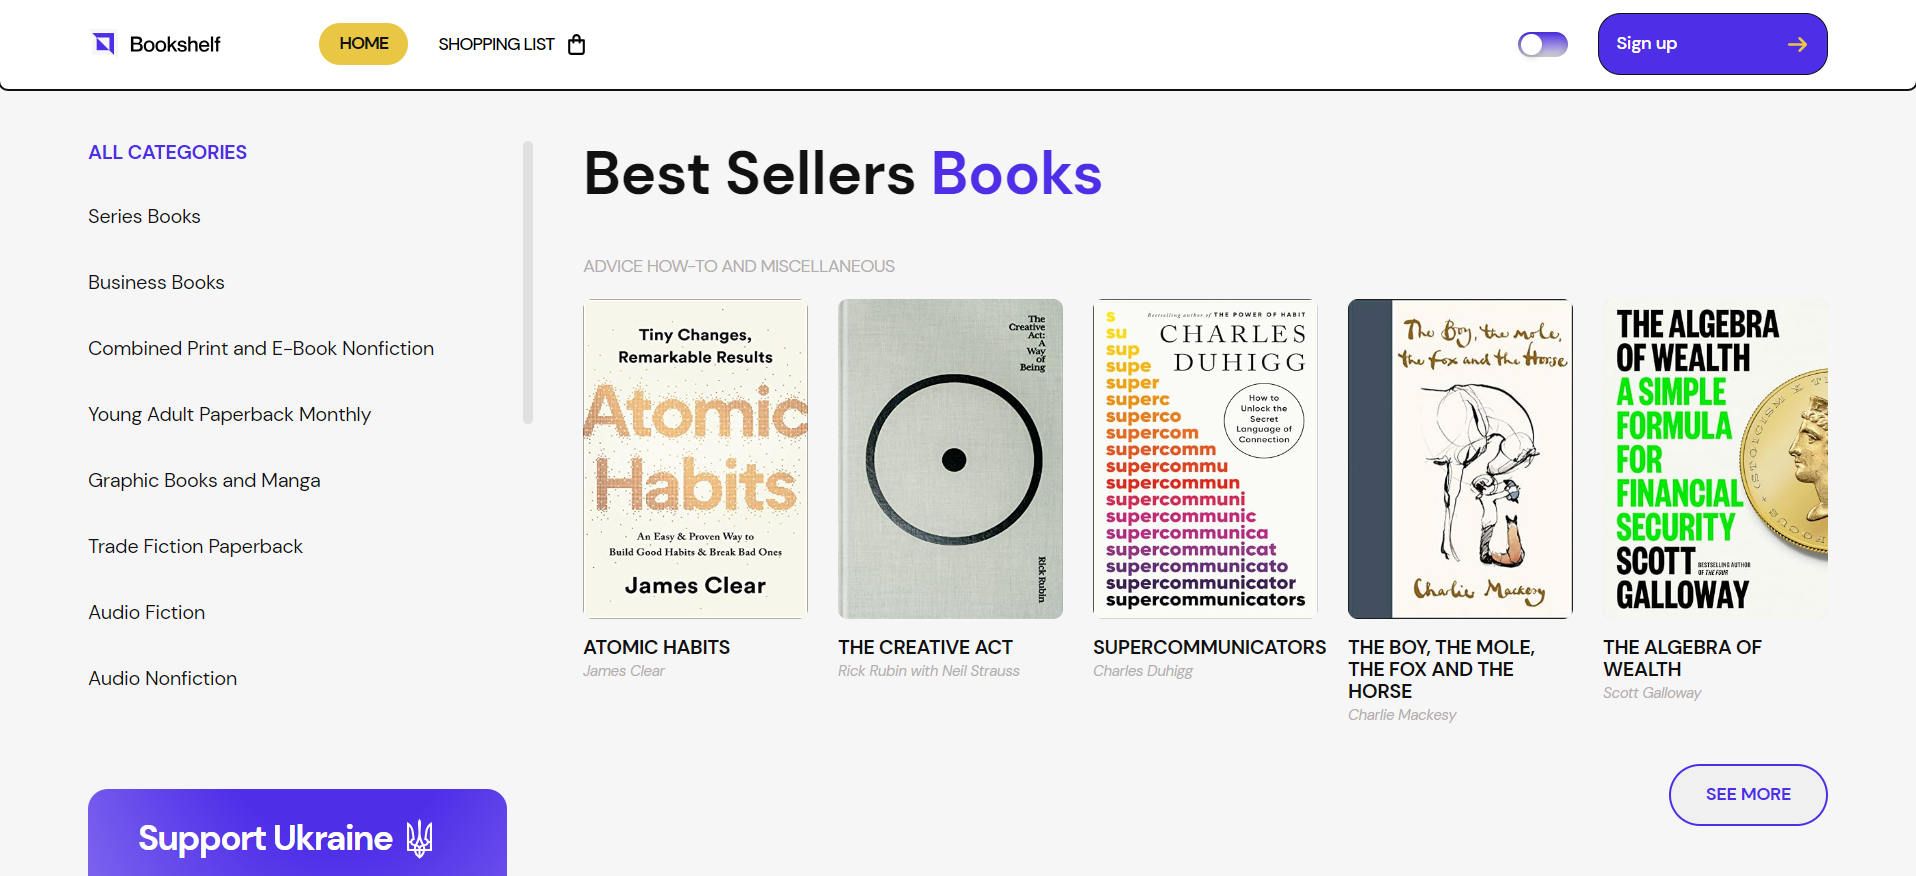 Bookshelf
HOME
SHOPPING LIST
Sign up
ALL CATEGORIES
Series Books
Business Books
Combined Print and E-Book Nonfiction
Young Adult Paperback Monthly
Graphic Books and Manga
Trade Fiction Paperback
Audio Fiction
Audio Nonfiction
Support Ukraine
Best Sellers Books
ADVICE HOW-TO AND MISCELLANEOUS
Tiny Changes,
Remarkable Results
Atomic
Habits
An Easy & Proven Way to
Build Good Habits & Break Bad Ones
James Clear
ATOMIC HABITS
James Clear
The
Creative
Act:
A
Way
of
Being
Rick Rubin
THE CREATIVE ACT
Rick Rubin with Neil Strauss
Bestselling author of THE POWER OF HABIT
CHARLES
DUHIGG
How to
Unlock the
Secret
Language of
Connection
s
su
sup
supe
super
superc
superco
supercom
supercomm
supercommu
supercommun
supercommuni
supercommunic
supercommunica
supercommunicat
supercommunicato
supercommunicator
supercommunicators
SUPERCOMMUNICATORS
Charles Duhigg
The Boy, the mole,
the fox and the Horse
Charlie Mackesy
THE BOY, THE MOLE,
THE FOX AND THE
HORSE
Charlie Mackesy
THE ALGEBRA
OF WEALTH
A SIMPLE
FORMULA
FOR
FINANCIAL
SECURITY
SCOTT
GALLOWAY
BESTSELLING AUTHOR
OF THE FOUR
THE ALGEBRA OF
WEALTH
Scott Galloway
SEE MORE